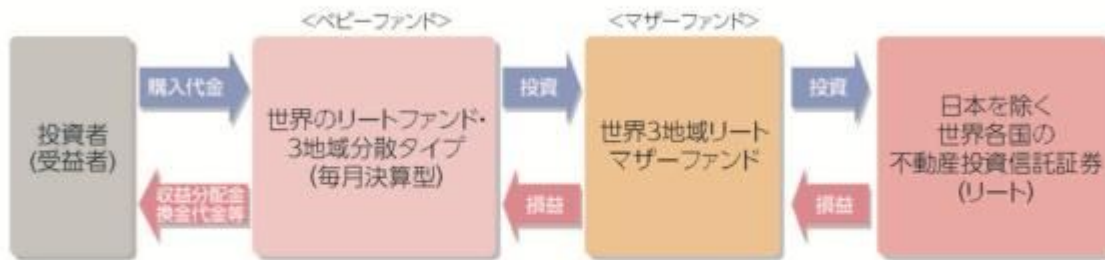 <ベビーファンド>
<マザーファンド>
投資者
(受益者)
購入代金
収益分配金
換金代金等
世界のリートファンド・
3地域分散タイプ
(毎月決算型)
投資
損益
世界3地域リート
マザーファンド
投資
損益
日本を除く
世界各国の
不動産投資信託証券
(リート)